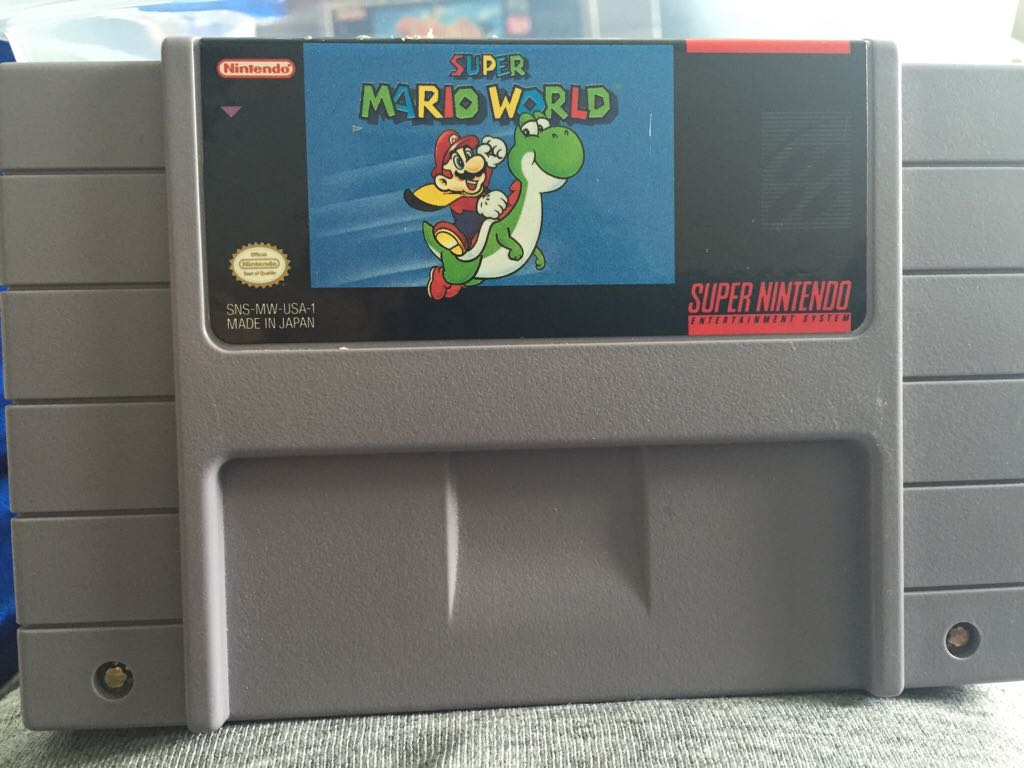 Nintendo®
SUPER
MARIO WORLD™
Official
Nintendo
Seal of Quality
SNS-MW-USA-1
MADE IN JAPAN
SUPER NINTENDO
ENTERTAINMENT SYSTEM